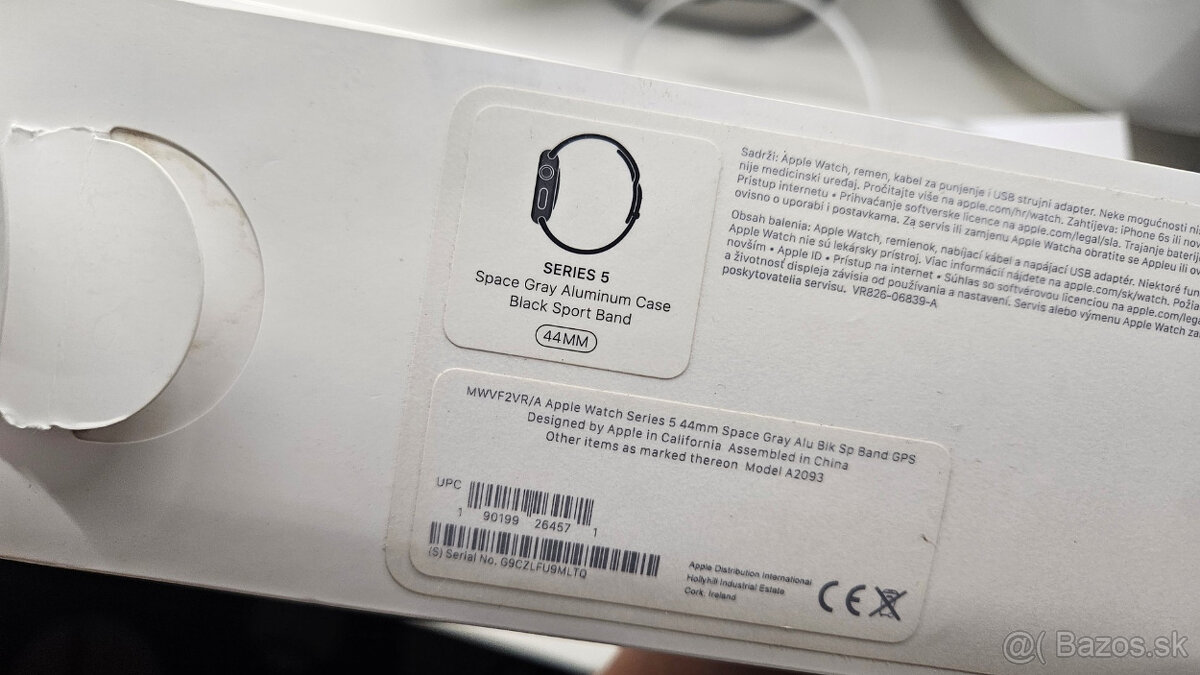 SERIES 5
Space Gray Aluminum Case
Black Sport Band
44MM
Sadrži: Apple Watch, remen, kabel za punjenje i USB strujni adapter. Neke mogućnosti
nije medicinski uređaj. Pročitajte više na apple.com/hr/watch. Zahtijeva: iPhone 6s ili
Pristup internetu • Prihvaćanje softverske licence na apple.com/legal/sla. Trajanje
ovisno o uporabi i postavkama. Za servis ili zamjenu Apple Watcha obratite se Appleu ili
Obsah balenia: Apple Watch, remienok, nabíjací kábel a napájací USB adaptér. Niektoré
Apple Watch nie sú lekársky prístroj. Viac informácií nájdete na apple.com/sk/watch.
novším • Apple ID • Prístup na internet • Súhlas so softvérovou licenciou na
a životnosť displeja závisia od používania a nastavení. Servis alebo výmenu Apple Watch
poskytovatelia servisu. VR826-06839-A
MWVF2VR/A Apple Watch Series 5 44mm Space Gray Alu Blk Sp Band GPS
Designed by Apple in California Assembled in China
Other items as marked thereon Model A2093
UPC
1 90199 26457 1
(S) Serial No. G9CZLFU9MLTQ
Apple Distribution International
Hollyhill Industrial Estate
Cork, Ireland
CE
@( Bazos.sk